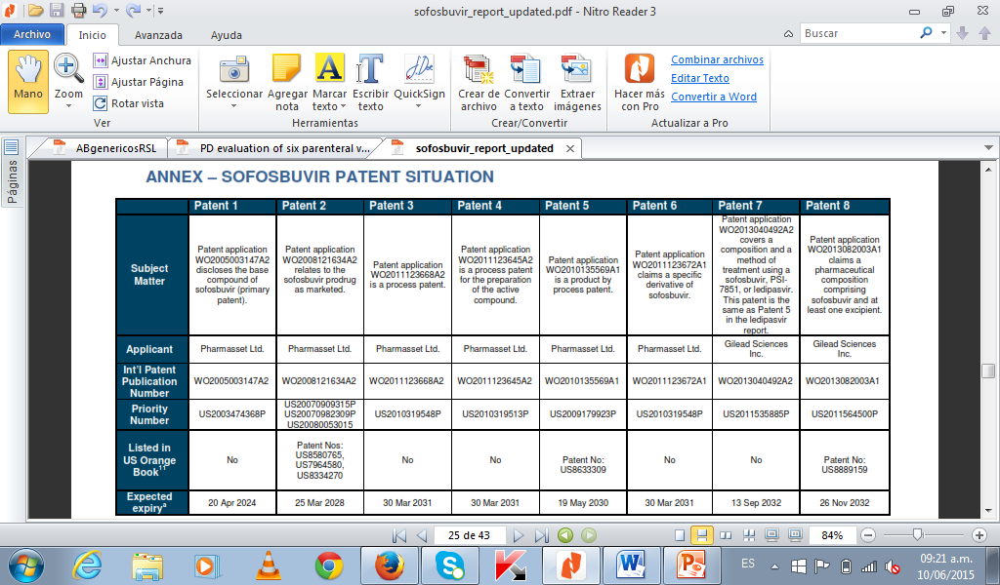 sofosbuvir_report_updated.pdf - Nitro Reader 3
Archivo Inicio Avanzada Ayuda
Buscar
Mano
Zoom
Ajustar Anchura
Ajustar Página
Rotar vista
Ver
Seleccionar
Agregar nota
Marcar texto
Escribir texto
QuickSign
Herramientas
Crear de archivo
Convertir a texto
Extraer imágenes
Crear/Convertir
Hacer más con Pro
Combinar archivos
Editar Texto
Convertir a Word
Actualizar a Pro
ABgenericosRSL
PD evaluation of six parenteral v...
sofosbuvir_report_updated
Páginas
ANNEX – SOFOSBUVIR PATENT SITUATION
Patent 1 Patent 2 Patent 3 Patent 4 Patent 5 Patent 6 Patent 7 Patent 8
Subject
Matter
Patent application
WO2005003147A2
discloses the base
compound of
sofosbuvir (primary
patent).
Patent application
WO2008121634A2
relates to the
sofosbuvir prodrug
as marketed.
Patent application
WO2011123668A2
is a process patent.
Patent application
WO2011123645A2
is a process patent
for the preparation
of the active
compound.
Patent application
WO2010135569A1
is a product by
process patent.
Patent application
WO2011123672A1
claims a specific
derivative of
sofosbuvir.
Patent application
WO2013040492A2
covers a
composition and a
method of
treatment using a
sofosbuvir, PSI-
7851, or ledipasvir.
This patent is the
same as Patent 5
in the ledipasvir
report.
Patent application
WO2013082003A1
claims a
pharmaceutical
composition
comprising
sofosbuvir and at
least one excipient.
Applicant
Pharmasset Ltd. Pharmasset Ltd. Pharmasset Ltd. Pharmasset Ltd. Pharmasset Ltd. Pharmasset Ltd.
Gilead Sciences
Inc.
Gilead Sciences
Inc.
Int'l Patent
Publication
Number
WO2005003147A2 WO2008121634A2 WO2011123668A2 WO2011123645A2 WO2010135569A1 WO2011123672A1 WO2013040492A2 WO2013082003A1
Priority
Number
US2003474368P
US20070909315P
US20070982309P
US20080053015
US2010319548P US2010319513P US2009179923P US2010319548P US2011535885P US2011564500P
Listed in
US Orange
Book11
No
Patent Nos:
US8580765,
US7964580,
US8334270
No
No
Patent No:
US8633309
No
No
Patent No:
US8889159
Expected
expiryª
20 Apr 2024 25 Mar 2028 30 Mar 2031 30 Mar 2031 19 May 2030 30 Mar 2031 13 Sep 2032 26 Nov 2032
25 de 43
84%
ES
09:21 a.m.
10/06/2015